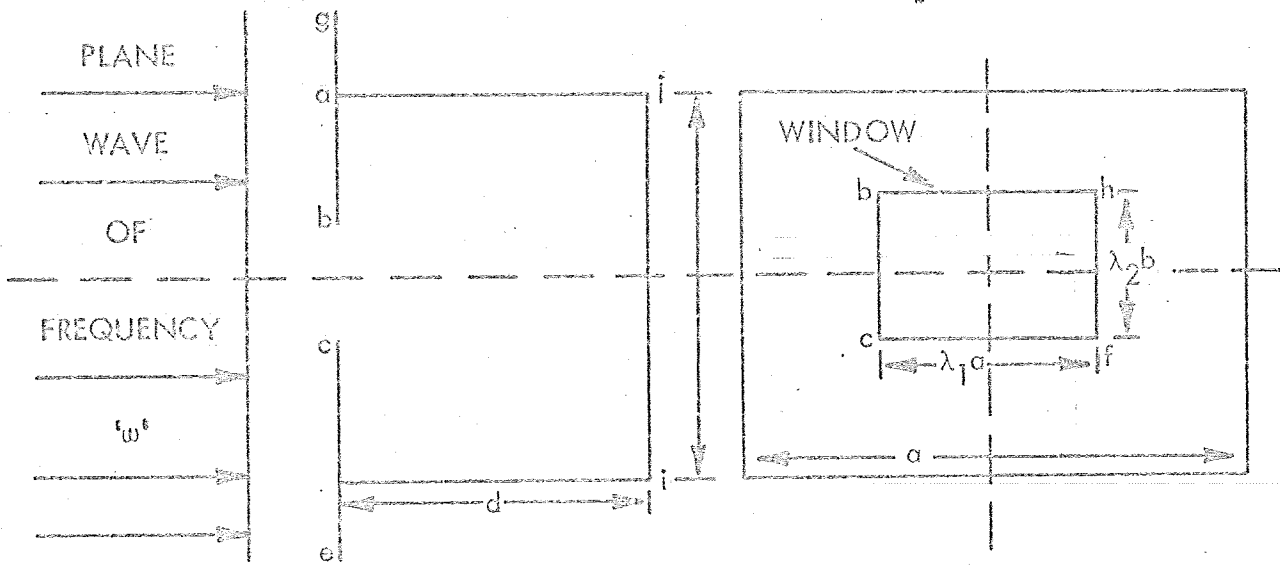 PLANE
WAVE
OF
FREQUENCY
'ω'
g
a
b
c
e
d
i
i
WINDOW
b
h
c
f
λ₂b
λ₁a
a